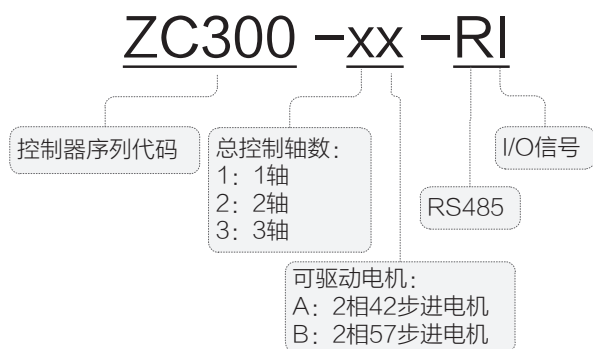 ZC300 -xx -RI
控制器序列代码
总控制轴数:
1: 1轴
2: 2轴
3: 3轴
I/O信号
RS485
可驱动电机:
A: 2相42步进电机
B: 2相57步进电机